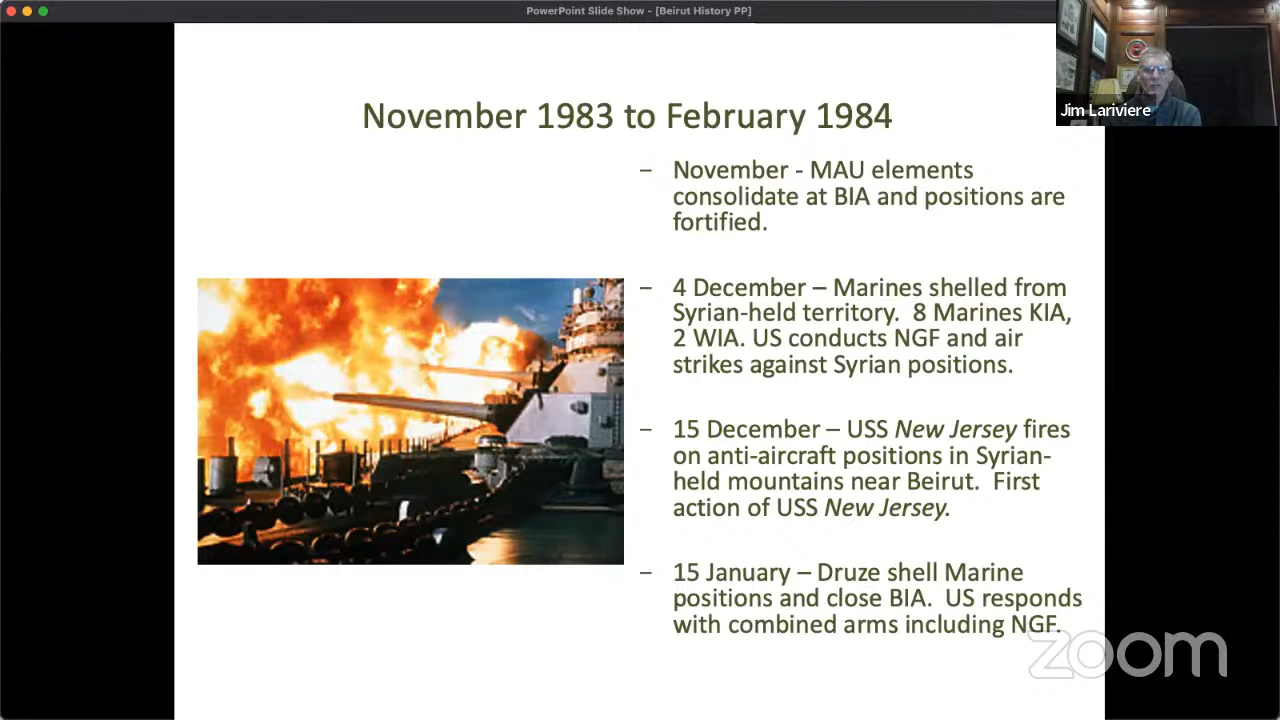 PowerPoint Slide Show - [Beirut History PP]
Jim Lariviere
November 1983 to February 1984
– November - MAU elements
consolidate at BIA and positions are
fortified.
– 4 December – Marines shelled from
Syrian-held territory. 8 Marines KIA,
2 WIA. US conducts NGF and air
strikes against Syrian positions.
– 15 December – USS New Jersey fires
on anti-aircraft positions in Syrian-
held mountains near Beirut. First
action of USS New Jersey.
– 15 January – Druze shell Marine
positions and close BIA. US responds
with combined arms including NGF.
zoom